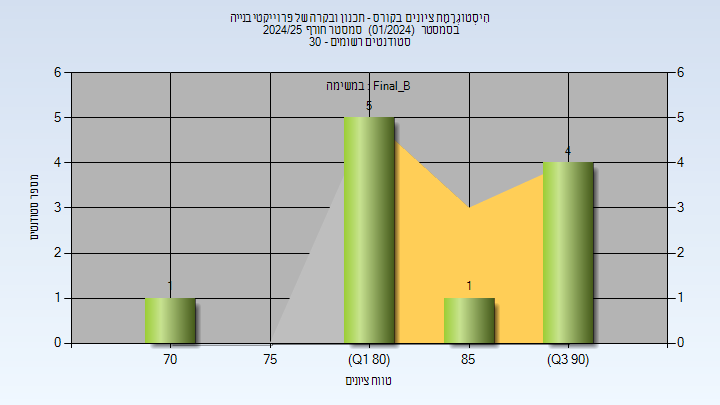 הִיסְטוֹגְרָמַת ציונים בקורס - תכנון ובקרה של פרוייקטי בנייה
בסמסטר (01/2024) סמסטר חורף 2024/25
סטודנטים רשומים - 30
במשימה : Final_B
מספר סטודנטים
6 6
5 5
4 4
3 3
2 2
1 1
0 0
1 5 1 4
70 75 (Q1 80) 85 (Q3 90)
טווח ציונים